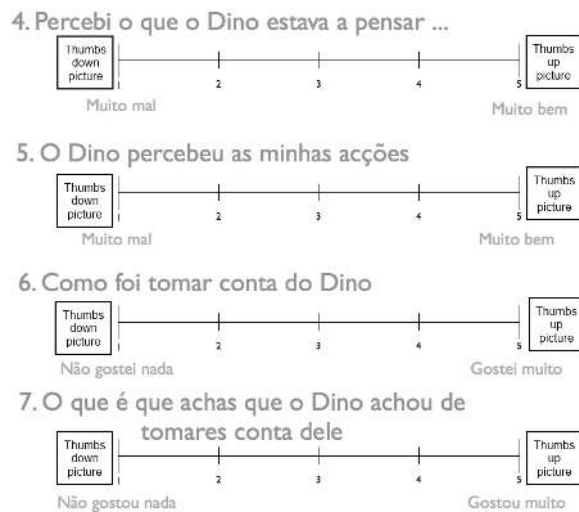 4. Percebi o que o Dino estava a pensar ...
Thumbs down picture
1 2 3 4 5
Thumbs up picture
Muito mal Muito bem
5. O Dino percebeu as minhas acções
Thumbs down picture
1 2 3 4 5
Thumbs up picture
Muito mal Muito bem
6. Como foi tomar conta do Dino
Thumbs down picture
1 2 3 4 5
Thumbs up picture
Não gostei nada Gostei muito
7. O que é que achas que o Dino achou de
tomares conta dele
Thumbs down picture
1 2 3 4 5
Thumbs up picture
Não gostou nada Gostou muito